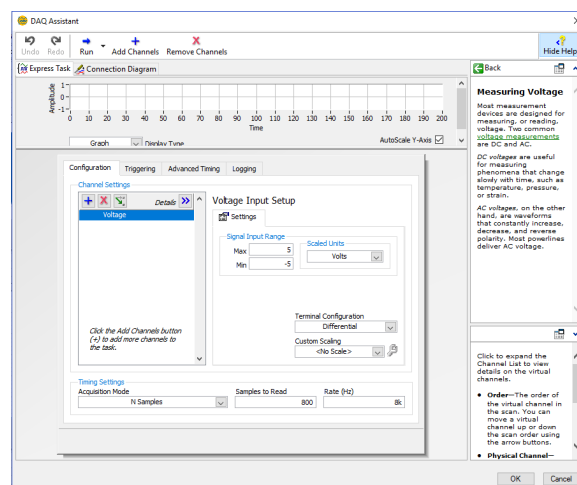 DAQ Assistant
Undo Redo Run Add Channels Remove Channels Hide Help
Express Task Connection Diagram
Amplitude
1
0
-1
0 10 20 30 40 50 60 70 80 90 100 110 120 130 140 150 160 170 180 190 200
Time
Graph Display Type AutoScale Y-Axis
Configuration Triggering Advanced Timing Logging
Channel Settings
Details
Voltage
Click the Add Channels button
(+) to add more channels to
the task.
Voltage Input Setup
Settings
Signal Input Range
Max 5
Min -5
Scaled Units
Volts
Terminal Configuration
Differential
Custom Scaling
<No Scale>
Timing Settings
Acquisition Mode Samples to Read Rate (Hz)
N Samples 800 8k
Back
Measuring Voltage
Most measurement
devices are designed for
measuring, or reading,
voltage. Two common
voltage measurements
are DC and AC.
DC voltages are useful
for measuring
phenomena that change
slowly with time, such as
temperature, pressure,
or strain.
AC voltages, on the other
hand, are waveforms
that constantly increase,
decrease, and reverse
polarity. Most powerlines
deliver AC voltage.
Click to expand the
Channel List to view
details on the virtual
channels.
• Order—The order of
the virtual channel in
the scan. You can
move a virtual
channel up or down
the scan order using
the arrow buttons.
• Physical Channel—
OK Cancel